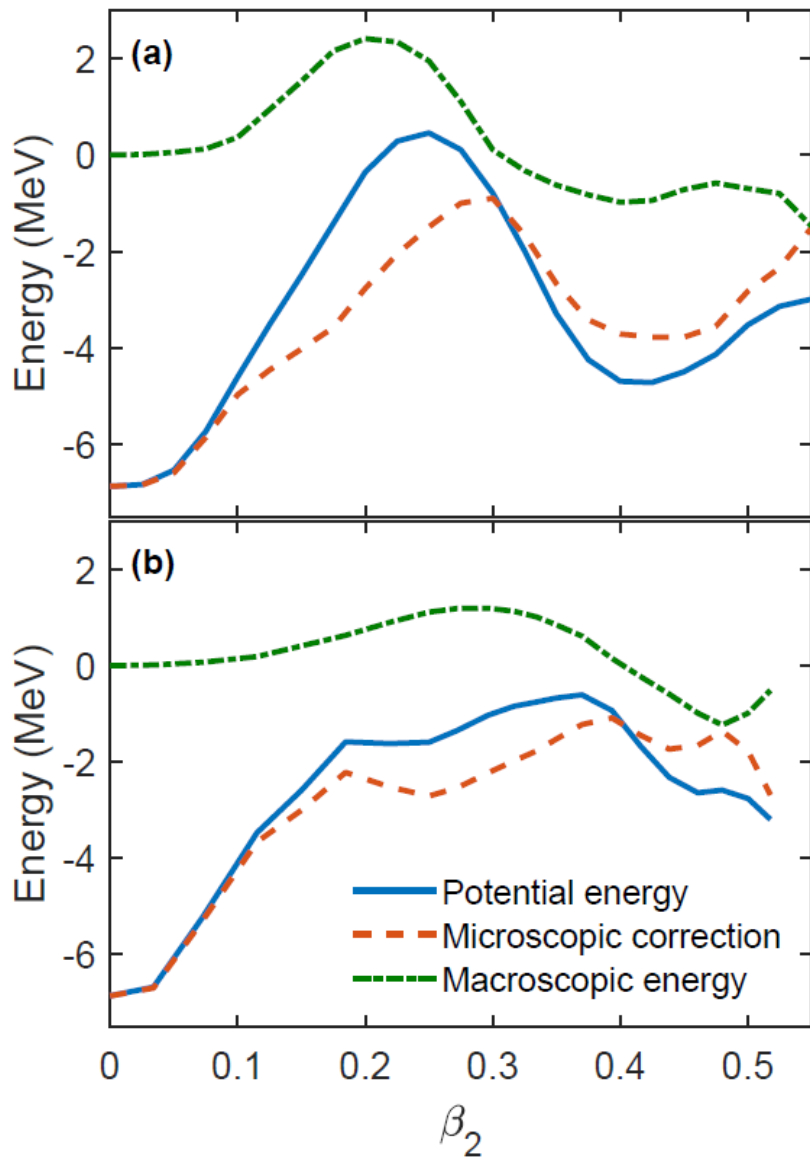 (a)
2
0
-2
-4
-6
Energy (MeV)
(b)
2
0
-2
-4
-6
Energy (MeV)
Potential energy
Microscopic correction
Macroscopic energy
0 0.1 0.2 0.3 0.4 0.5
β2